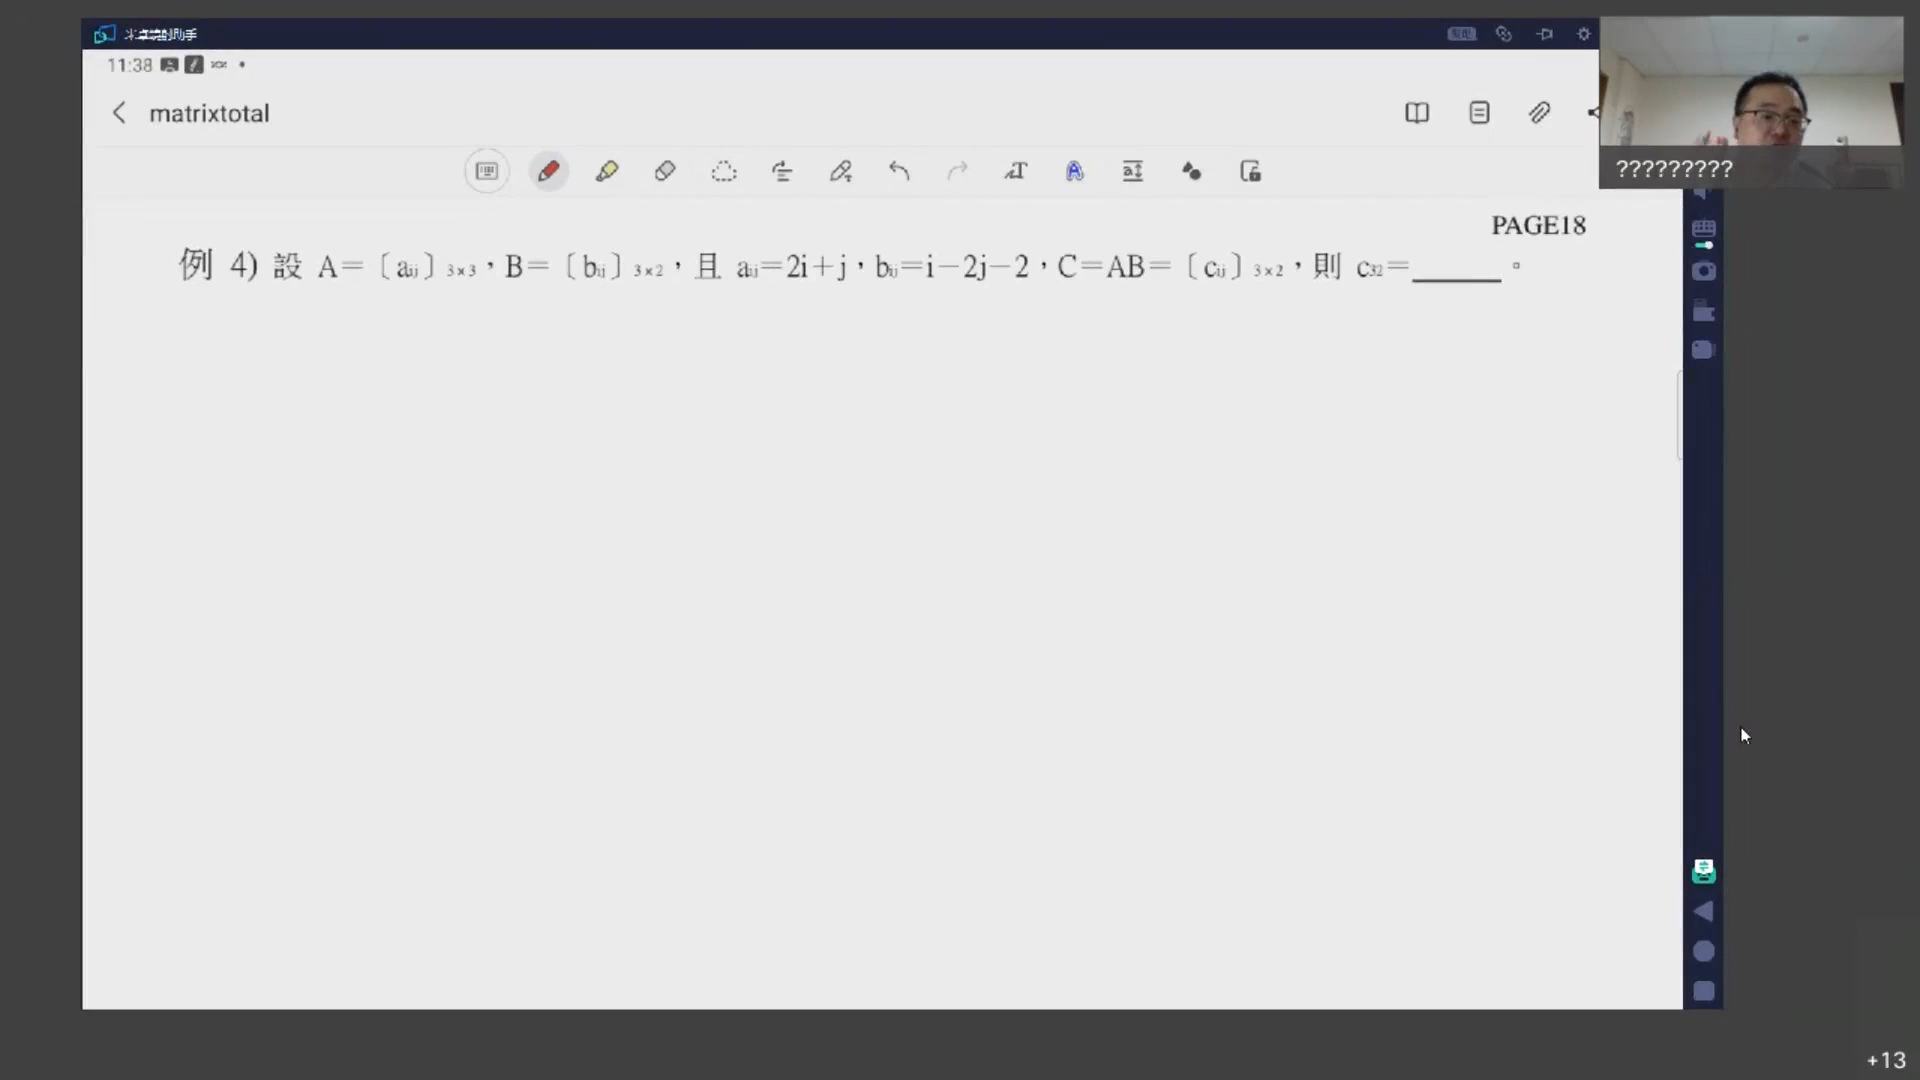 11:38
matrixtotal
?????????
PAGE18
例 4) 設 A=〔aij〕3×3,B=〔bij〕3×2,且 aij=2i+j,bij=i-2j-2,C=AB=〔cij〕3×2,則 c32=______。
+13